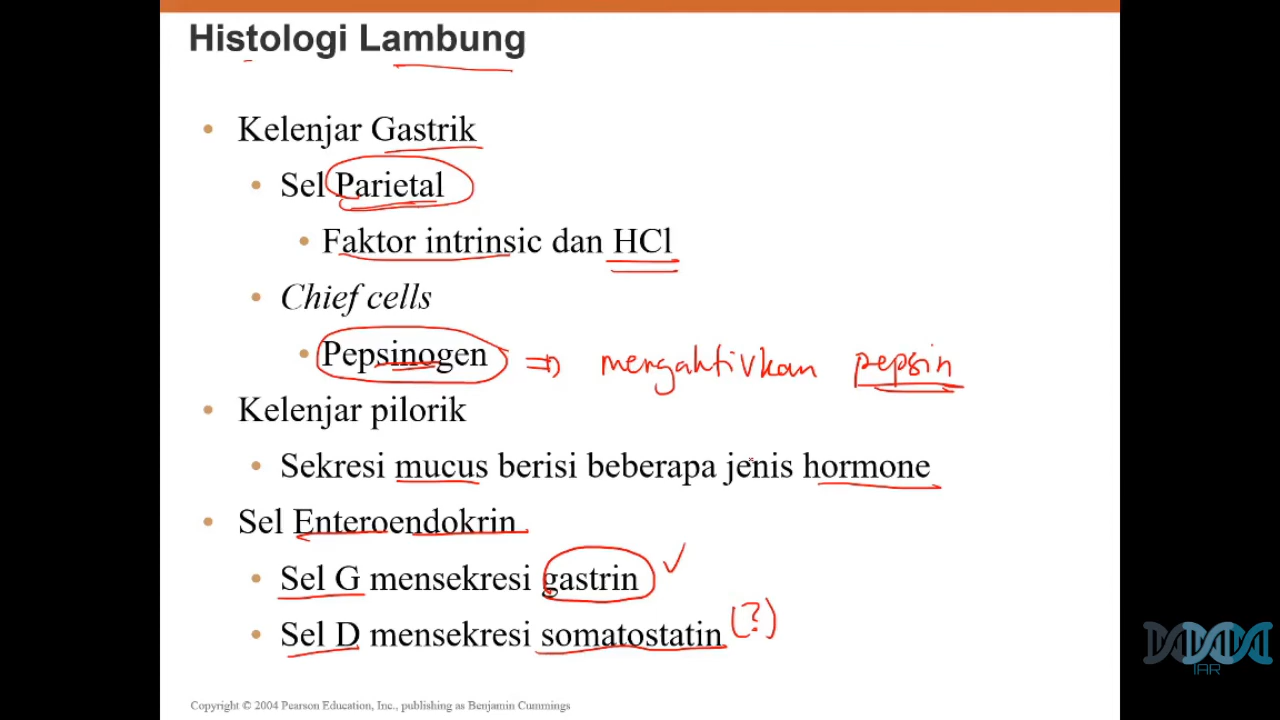 Histologi Lambung
• Kelenjar Gastrik
• Sel Parietal
• Faktor intrinsic dan HCl
• Chief cells
• Pepsinogen ⇒ mengahtivkan pepsin
• Kelenjar pilorik
• Sekresi mucus berisi beberapa jenis hormone
• Sel Enteroendokrin
• Sel G mensekresi gastrin ✓
• Sel D mensekresi somatostatin (?)
IAR
Copyright © 2004 Pearson Education, Inc., publishing as Benjamin Cummings